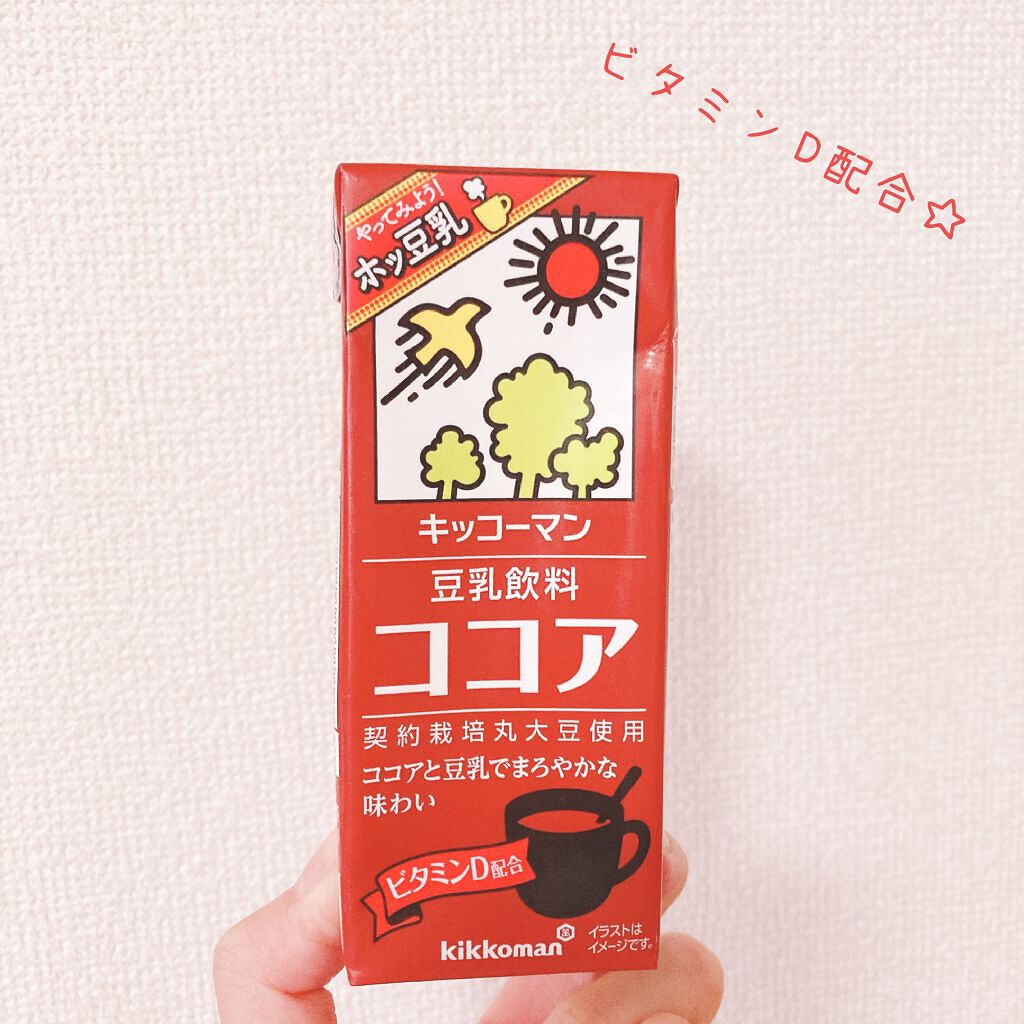 ビタミンD配合☆
やってみよう!
ホッ豆乳
キッコーマン
豆乳飲料
ココア
契約栽培丸大豆使用
ココアと豆乳でまろやかな
味わい
ビタミンD配合
kikkoman
イラストは
イメージです。